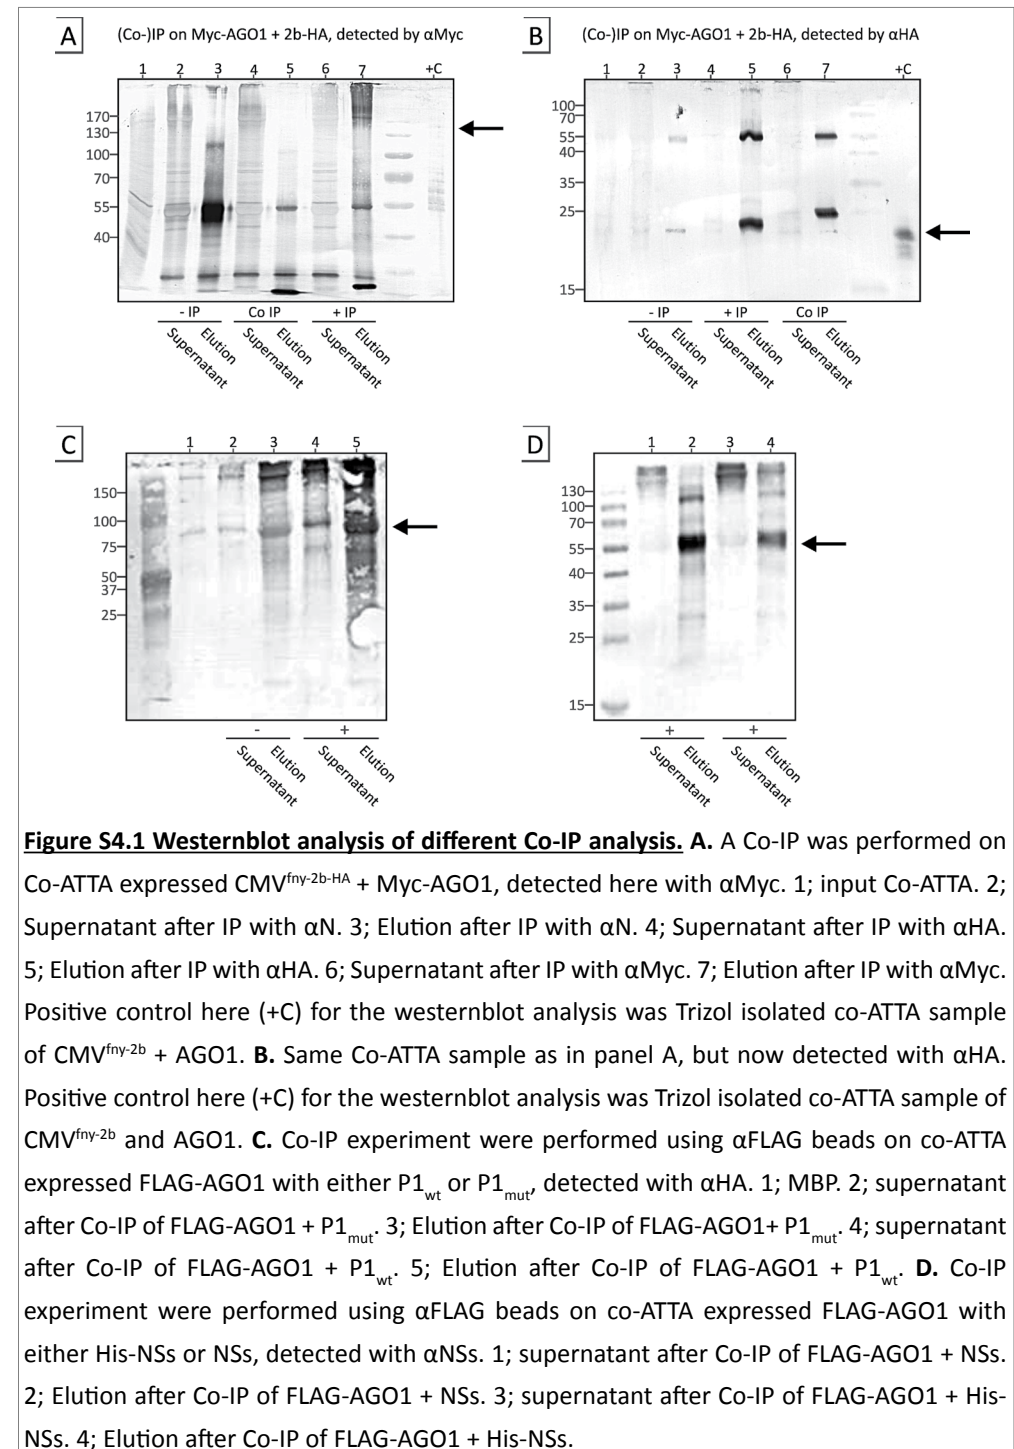 A
(Co-)IP on Myc-AGO1 + 2b-HA, detected by αMyc
1 2 3 4 5 6 7 +C
170
130
100
70
55
40
- IP Co IP + IP
Supernatant Elution Supernatant Elution Supernatant Elution
B
(Co-)IP on Myc-AGO1 + 2b-HA, detected by αHA
1 2 3 4 5 6 7 +C
100
70
55
40
35
25
15
- IP + IP Co IP
Supernatant Elution Supernatant Elution Supernatant Elution
C
1 2 3 4 5
150
100
75
50
37
25
- +
Supernatant Elution Supernatant Elution
D
1 2 3 4
130
100
70
55
40
35
25
15
+ +
Supernatant Elution Supernatant Elution
Figure S4.1 Westernblot analysis of different Co-IP analysis. A. A Co-IP was performed on
Co-ATTA expressed CMVfny-2b-HA + Myc-AGO1, detected here with αMyc. 1; input Co-ATTA. 2;
Supernatant after IP with αN. 3; Elution after IP with αN. 4; Supernatant after IP with αHA.
5; Elution after IP with αHA. 6; Supernatant after IP with αMyc. 7; Elution after IP with αMyc.
Positive control here (+C) for the westernblot analysis was Trizol isolated co-ATTA sample
of CMVfny-2b + AGO1. B. Same Co-ATTA sample as in panel A, but now detected with αHA.
Positive control here (+C) for the westernblot analysis was Trizol isolated co-ATTA sample of
CMVfny-2b and AGO1. C. Co-IP experiment were performed using αFLAG beads on co-ATTA
expressed FLAG-AGO1 with either P1wt or P1mut, detected with αHA. 1; MBP. 2; supernatant
after Co-IP of FLAG-AGO1 + P1mut. 3; Elution after Co-IP of FLAG-AGO1+ P1mut. 4; supernatant
after Co-IP of FLAG-AGO1 + P1wt. 5; Elution after Co-IP of FLAG-AGO1 + P1wt. D. Co-IP
experiment were performed using αFLAG beads on co-ATTA expressed FLAG-AGO1 with
either His-NSs or NSs, detected with αNSs. 1; supernatant after Co-IP of FLAG-AGO1 + NSs.
2; Elution after Co-IP of FLAG-AGO1 + NSs. 3; supernatant after Co-IP of FLAG-AGO1 + His-
NSs. 4; Elution after Co-IP of FLAG-AGO1 + His-NSs.